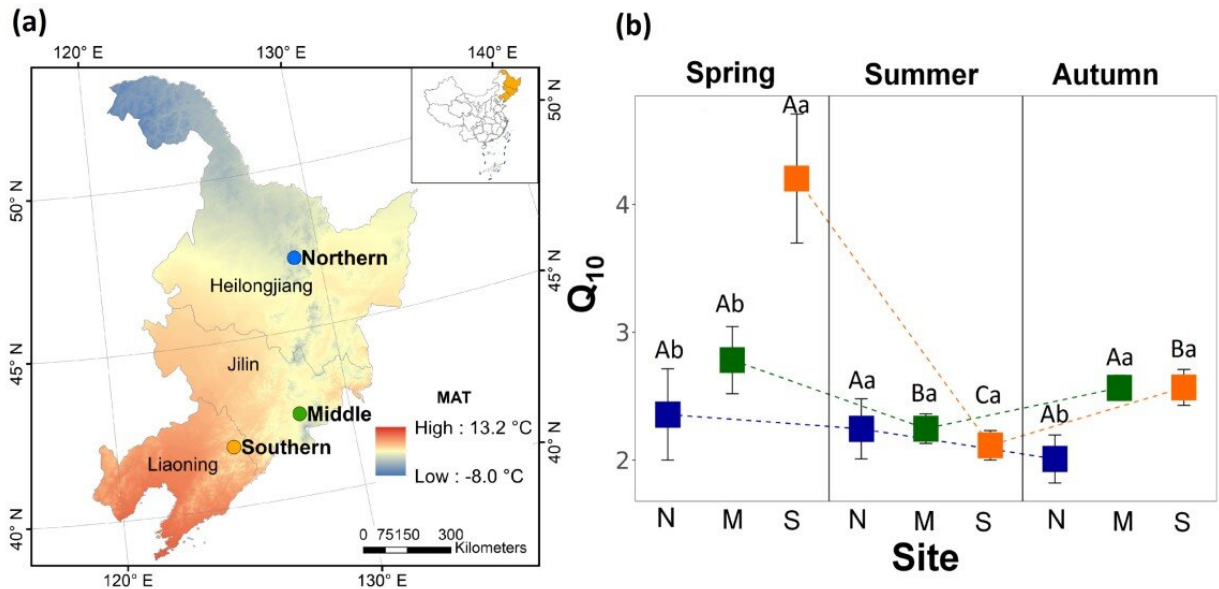 (a)
120° E
130° E
140° E
50° N
50° N
45° N
45° N
40° N
40° N
Northern
Heilongjiang
Jilin
Middle
Southern
Liaoning
MAT
High : 13.2 °C
Low : -8.0 °C
0 75150 300
Kilometers
120° E
130° E
(b)
Spring Summer Autumn
Q10
4
3
2
Ab
Ab
Aa
Aa
Ba
Ca
Ab
Aa
Ba
N M S N M S N M S
Site